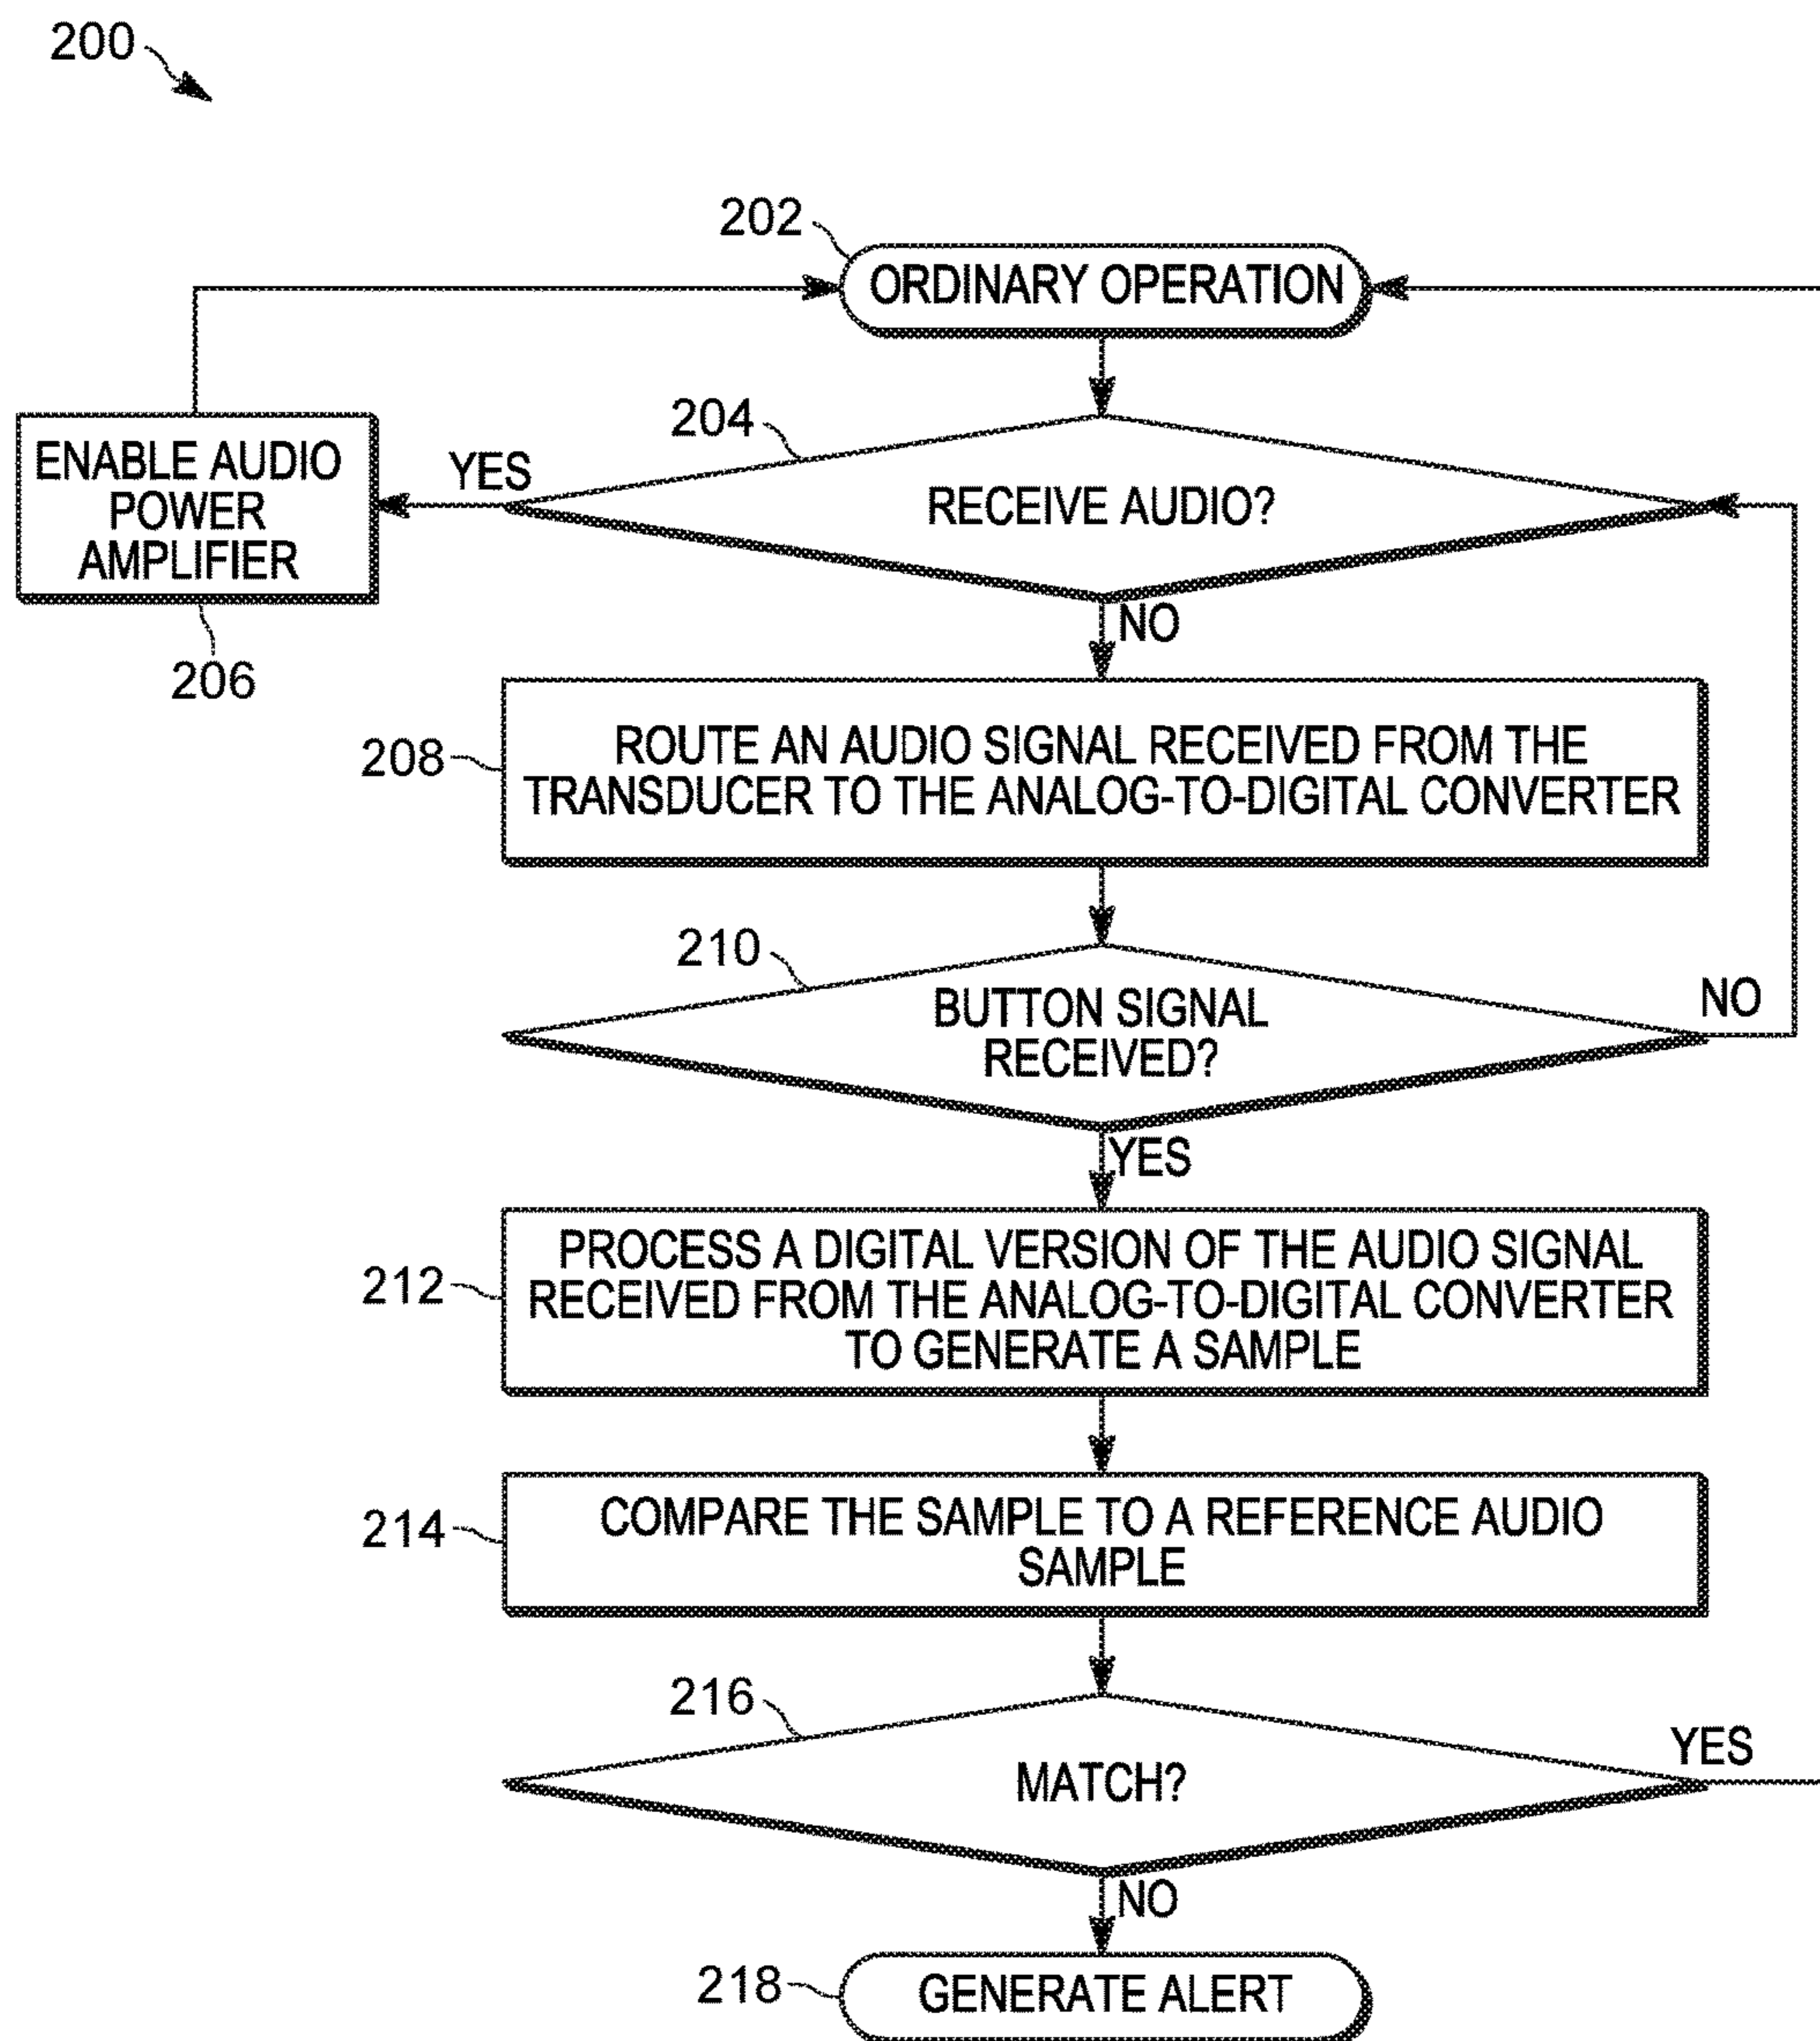 200
202
ORDINARY OPERATION
204
YES
RECEIVE AUDIO?
ENABLE AUDIO
POWER
AMPLIFIER
206
NO
208
ROUTE AN AUDIO SIGNAL RECEIVED FROM THE
TRANSDUCER TO THE ANALOG-TO-DIGITAL CONVERTER
210
BUTTON SIGNAL
RECEIVED?
NO
YES
212
PROCESS A DIGITAL VERSION OF THE AUDIO SIGNAL
RECEIVED FROM THE ANALOG-TO-DIGITAL CONVERTER
TO GENERATE A SAMPLE
214
COMPARE THE SAMPLE TO A REFERENCE AUDIO
SAMPLE
216
MATCH?
YES
NO
218
GENERATE ALERT